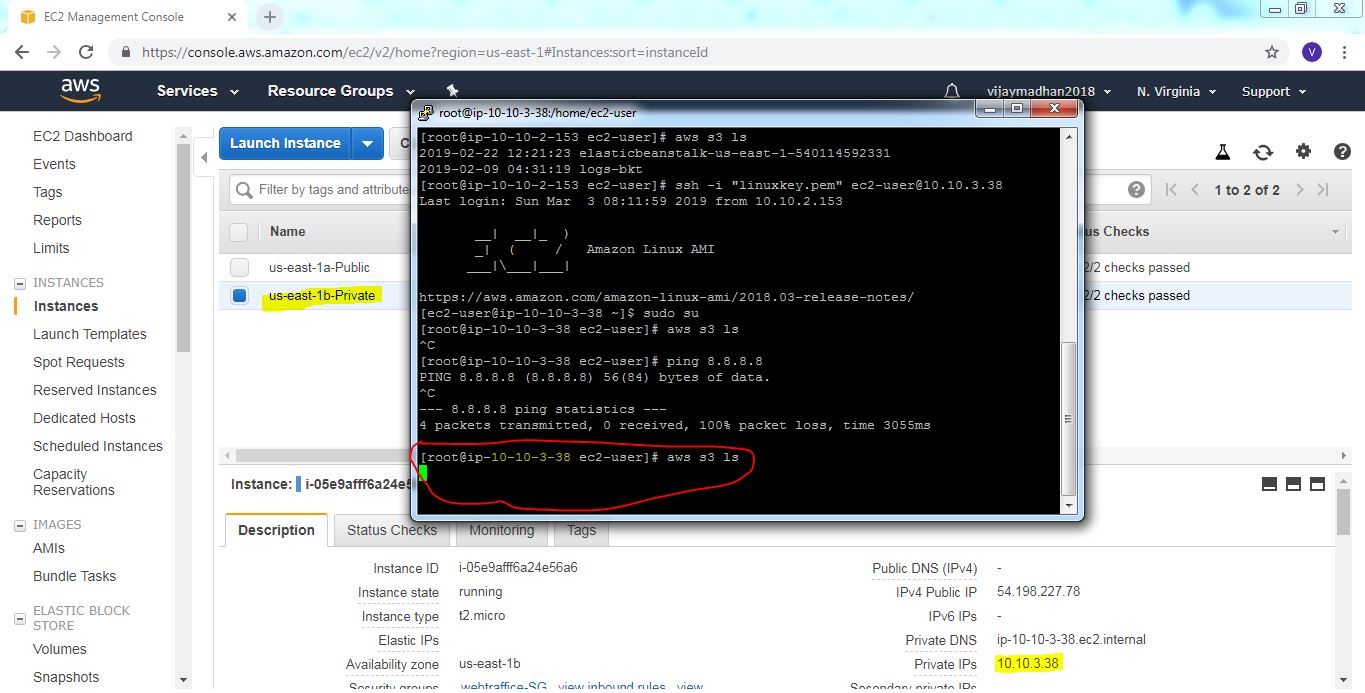 EC2 Management Console
https://console.aws.amazon.com/ec2/v2/home?region=us-east-1#Instances:sort=instanceId
V
aws
Services
Resource Groups
vijaymadhan2018
N. Virginia
Support
EC2 Dashboard
Events
Tags
Reports
Limits
INSTANCES
Instances
Launch Templates
Spot Requests
Reserved Instances
Dedicated Hosts
Scheduled Instances
Capacity
Reservations
IMAGES
AMIs
Bundle Tasks
ELASTIC BLOCK
STORE
Volumes
Snapshots
Launch Instance
C
Filter by tags and attribute
1 to 2 of 2
Name
us Checks
us-east-1a-Public
2/2 checks passed
us-east-1b-Private
2/2 checks passed
root@ip-10-10-3-38:/home/ec2-user
[root@ip-10-10-2-153 ec2-user]# aws s3 ls
2019-02-22 12:21:23 elasticbeanstalk-us-east-1-540114592331
2019-02-09 04:31:19 logs-bkt
[root@ip-10-10-2-153 ec2-user]# ssh -i "linuxkey.pem" ec2-user@10.10.3.38
Last login: Sun Mar  3 08:11:59 2019 from 10.10.2.153
__|  __|_  )
_|  (     /   Amazon Linux AMI
___|\___|___|
https://aws.amazon.com/amazon-linux-ami/2018.03-release-notes/
[ec2-user@ip-10-10-3-38 ~]$ sudo su
[root@ip-10-10-3-38 ec2-user]# aws s3 ls
^C
[root@ip-10-10-3-38 ec2-user]# ping 8.8.8.8
PING 8.8.8.8 (8.8.8.8) 56(84) bytes of data.
^C
--- 8.8.8.8 ping statistics ---
4 packets transmitted, 0 received, 100% packet loss, time 3055ms
[root@ip-10-10-3-38 ec2-user]# aws s3 ls
Instance: i-05e9afff6a24e56
Description
Status Checks
Monitoring
Tags
Instance ID i-05e9afff6a24e56a6
Instance state running
Instance type t2.micro
Elastic IPs
Availability zone us-east-1b
Security groups webtraffice-SG. view inbound rules. view
Public DNS (IPv4) -
IPv4 Public IP 54.198.227.78
IPv6 IPs -
Private DNS ip-10-10-3-38.ec2.internal
Private IPs 10.10.3.38
Secondary private IPs